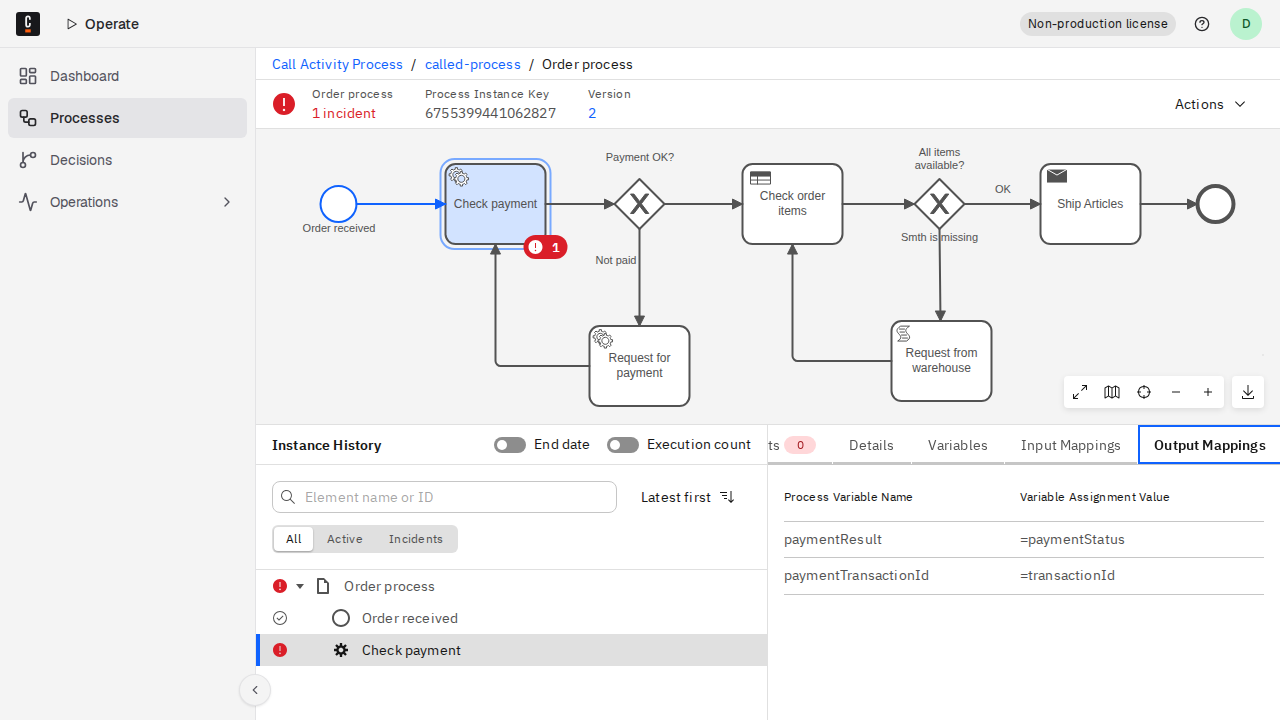 Operate
Non-production license
D
Dashboard
Processes
Decisions
Operations
Call Activity Process / called-process / Order process
Order process
1 incident
Process Instance Key
6755399441062827
Version
2
Actions
Order received
Check payment
1
Payment OK?
Not paid
Request for
payment
Check order
items
All items
available?
OK
Smth is missing
Request from
warehouse
Ship Articles
Instance History
End date
Execution count
Element name or ID
Latest first
All
Active
Incidents
Order process
Order received
Check payment
ts 0
Details
Variables
Input Mappings
Output Mappings
Process Variable Name
Variable Assignment Value
paymentResult
=paymentStatus
paymentTransactionId
=transactionId